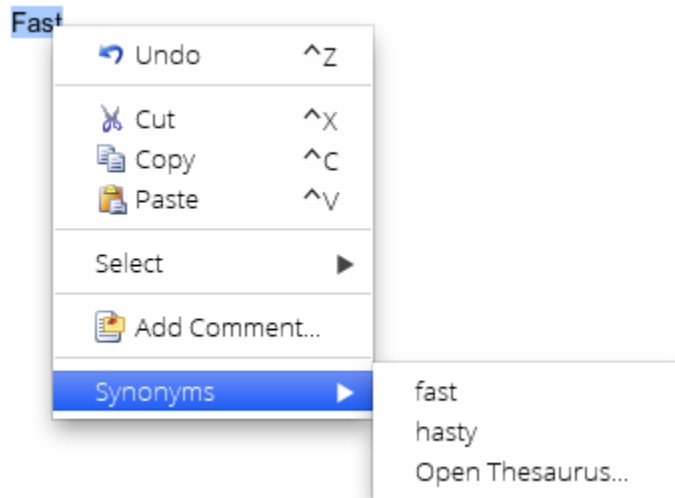 Fast
Undo ^Z
Cut ^X
Copy ^C
Paste ^V
Select
Add Comment...
Synonyms
fast
hasty
Open Thesaurus...